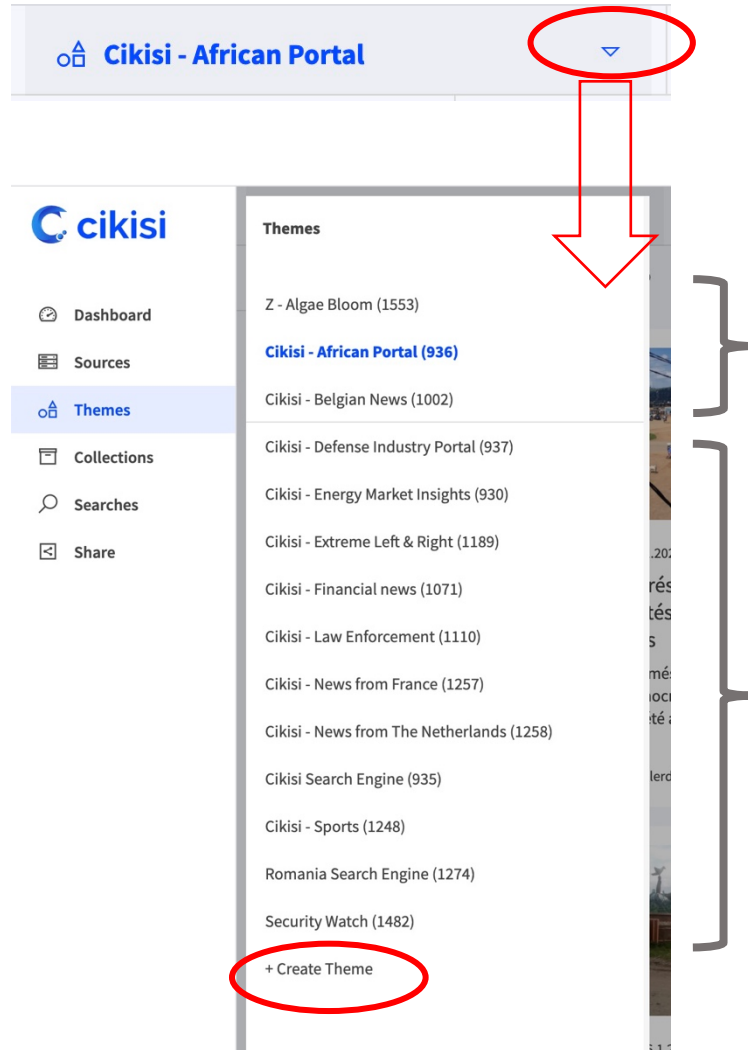 Cikisi - African Portal
cikisi
Dashboard
Sources
Themes
Collections
Searches
Share
Themes
Z - Algae Bloom (1553)
Cikisi - African Portal (936)
Cikisi - Belgian News (1002)
Cikisi - Defense Industry Portal (937)
Cikisi - Energy Market Insights (930)
Cikisi - Extreme Left & Right (1189)
Cikisi - Financial news (1071)
Cikisi - Law Enforcement (1110)
Cikisi - News from France (1257)
Cikisi - News from The Netherlands (1258)
Cikisi Search Engine (935)
Cikisi - Sports (1248)
Romania Search Engine (1274)
Security Watch (1482)
+ Create Theme